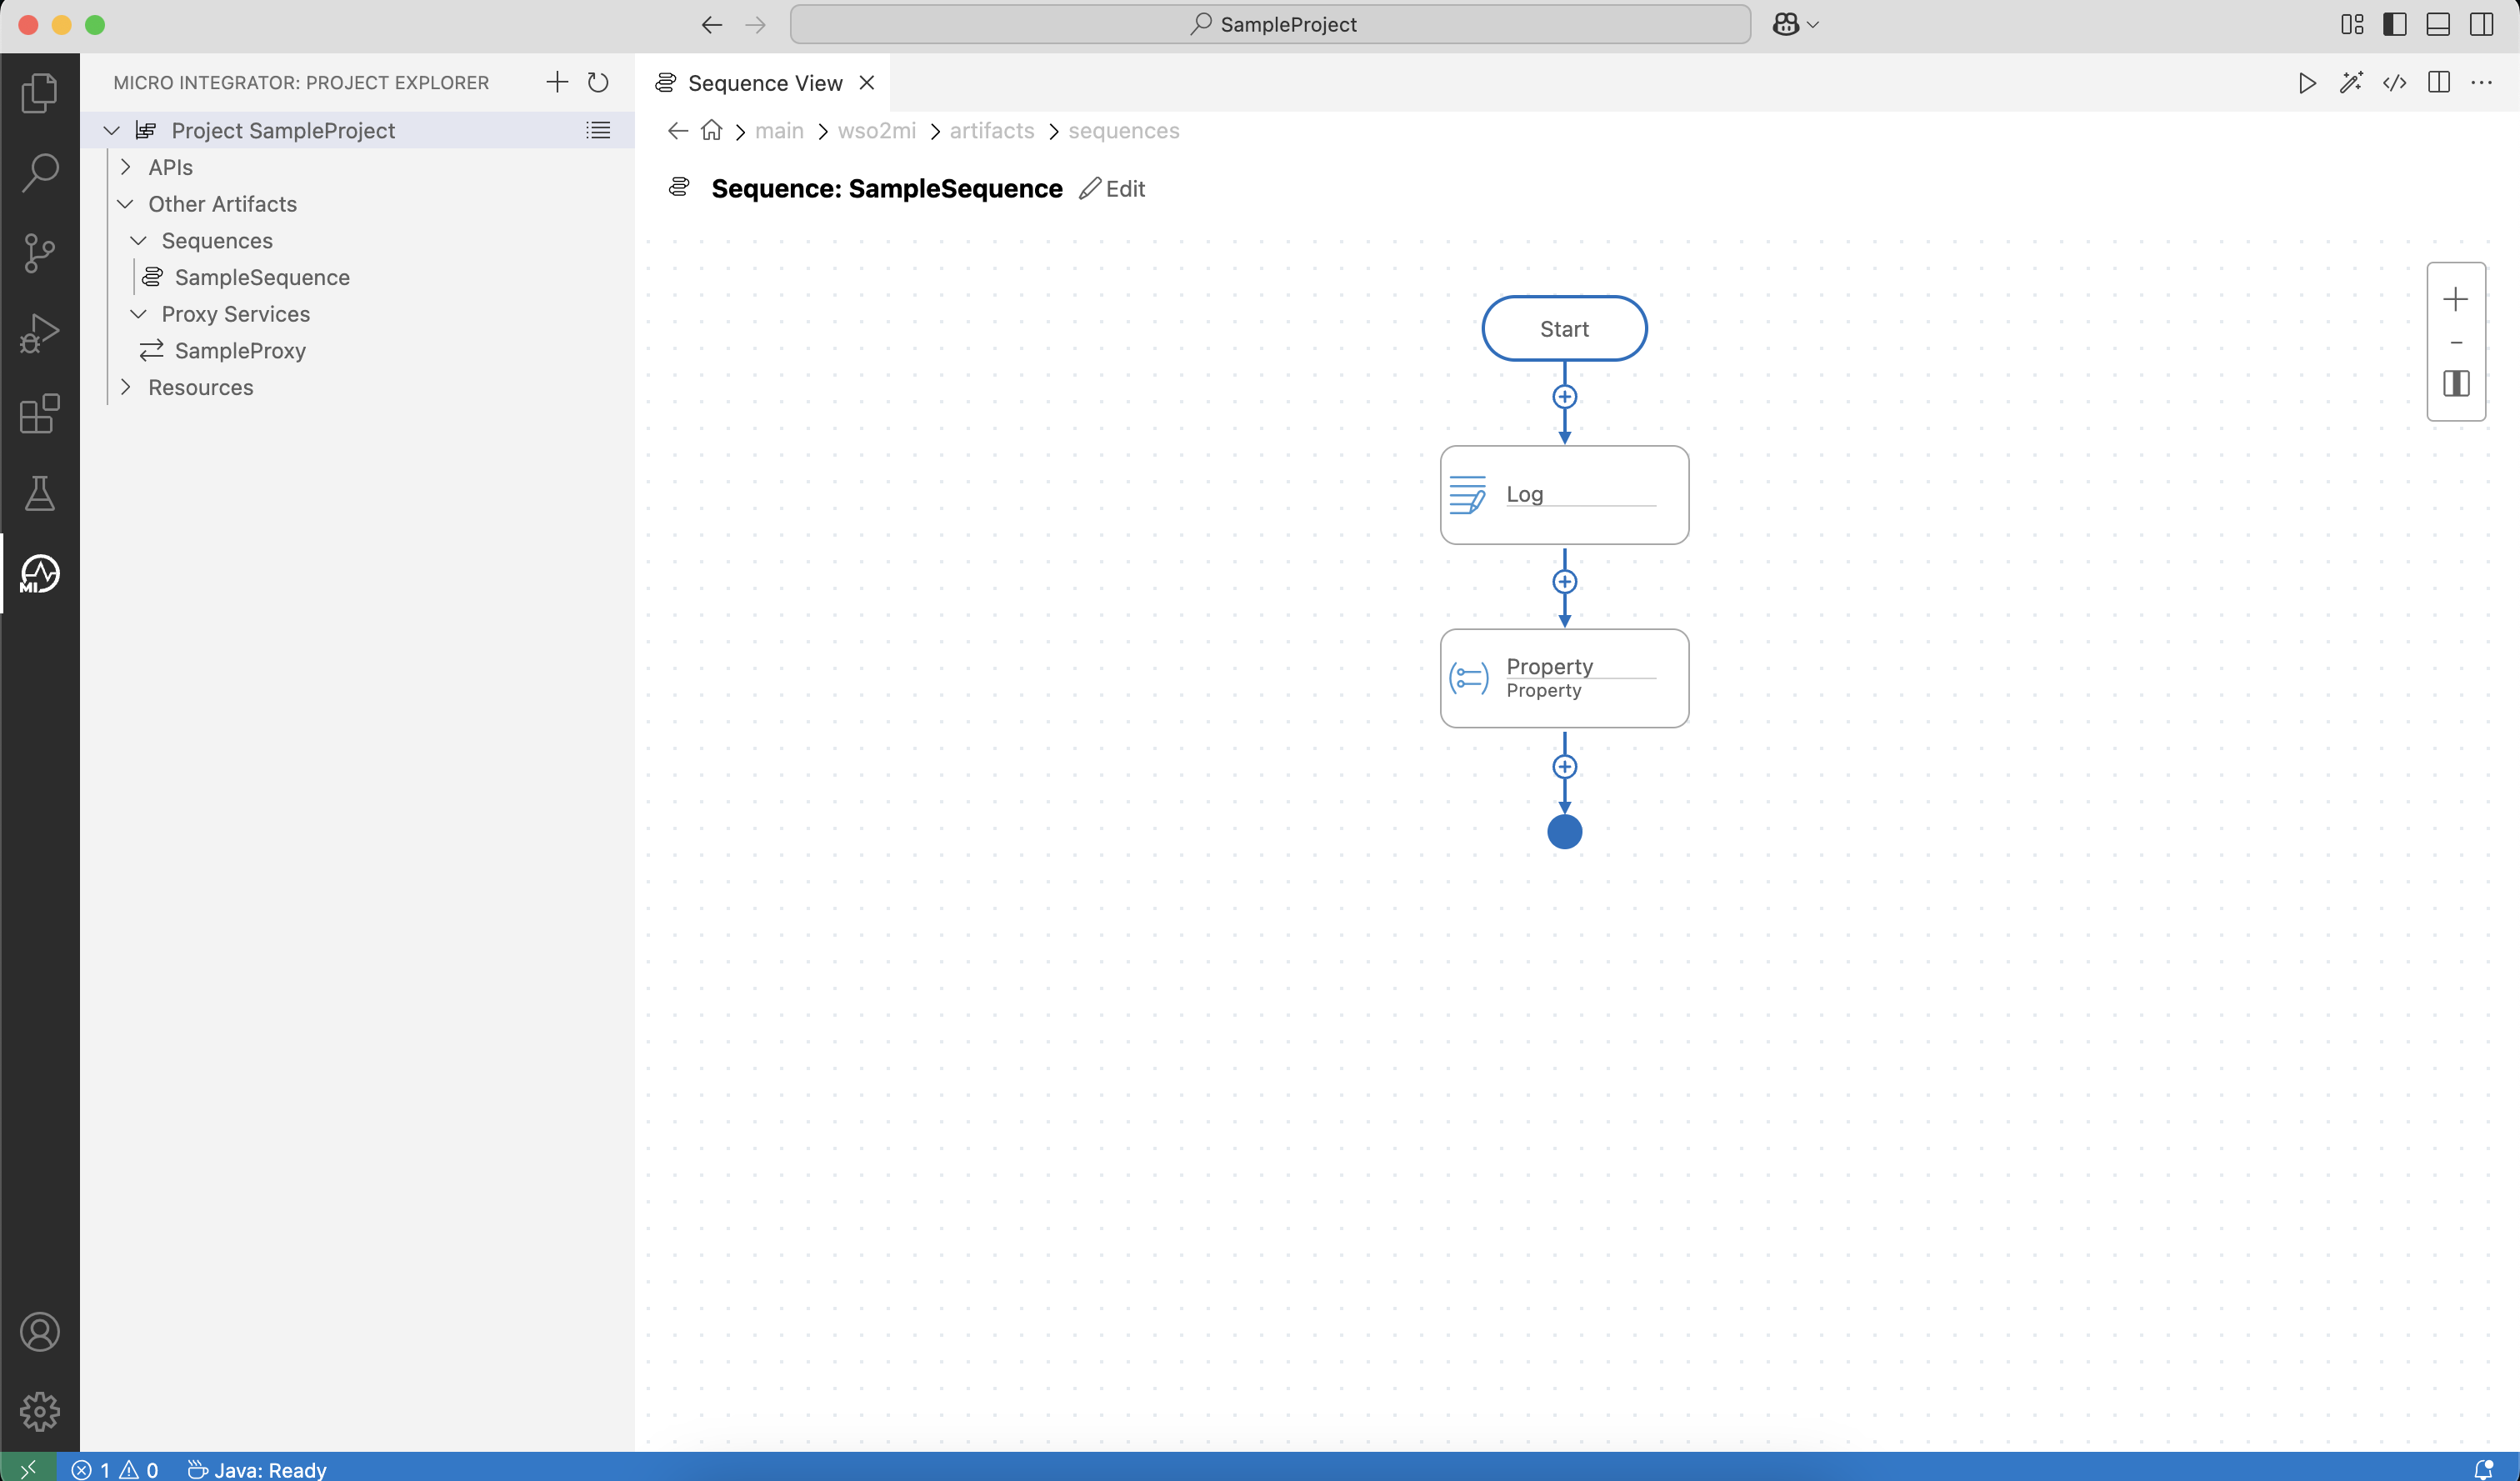 SampleProject
MICRO INTEGRATOR: PROJECT EXPLORER
Project SampleProject
APIs
Other Artifacts
Sequences
SampleSequence
Proxy Services
SampleProxy
Resources
Sequence View
main wso2mi artifacts sequences
Sequence: SampleSequence Edit
Start
Log
Property
Property
MI
1 0 Java: Ready